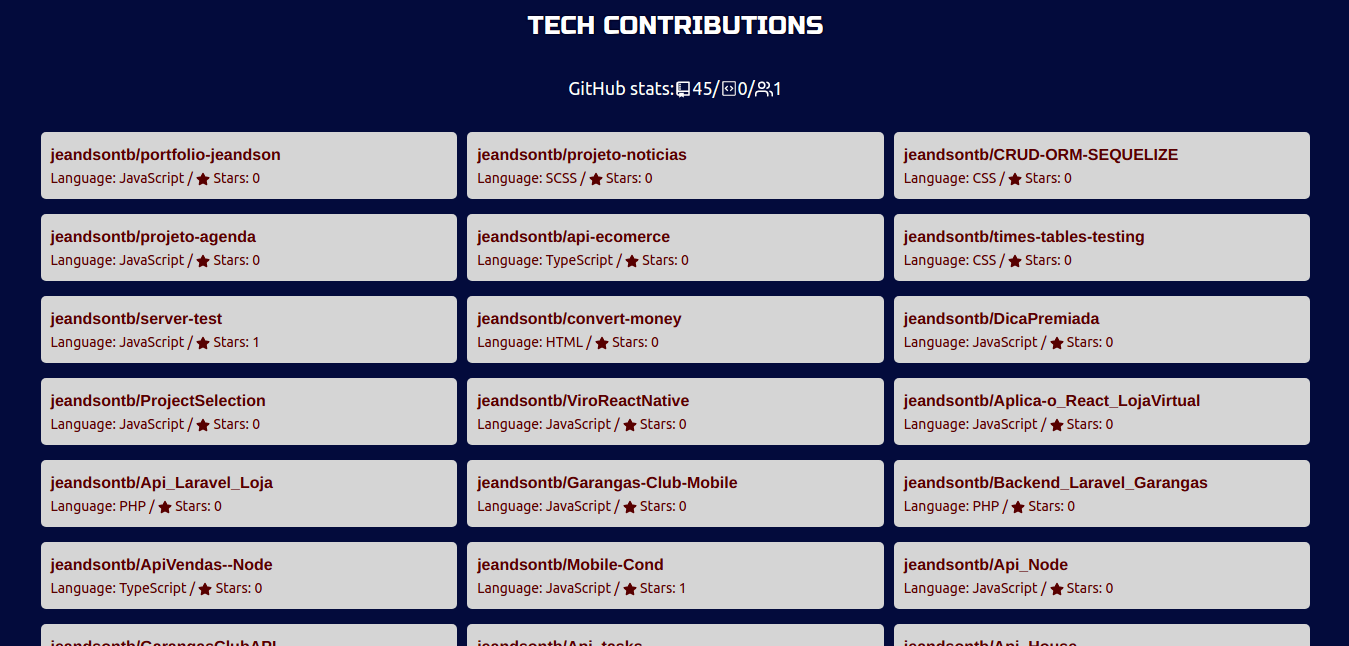 TECH CONTRIBUTIONS
GitHub stats:45/0/1
jeandsontb/portfolio-jeandson
Language: JavaScript / Stars: 0
jeandsontb/projeto-noticias
Language: SCSS / Stars: 0
jeandsontb/CRUD-ORM-SEQUELIZE
Language: CSS / Stars: 0
jeandsontb/projeto-agenda
Language: JavaScript / Stars: 0
jeandsontb/api-ecomerce
Language: TypeScript / Stars: 0
jeandsontb/times-tables-testing
Language: CSS / Stars: 0
jeandsontb/server-test
Language: JavaScript / Stars: 1
jeandsontb/convert-money
Language: HTML / Stars: 0
jeandsontb/DicaPremiada
Language: JavaScript / Stars: 0
jeandsontb/ProjectSelection
Language: JavaScript / Stars: 0
jeandsontb/ViroReactNative
Language: JavaScript / Stars: 0
jeandsontb/Aplica-o_React_LojaVirtual
Language: JavaScript / Stars: 0
jeandsontb/Api_Laravel_Loja
Language: PHP / Stars: 0
jeandsontb/Garangas-Club-Mobile
Language: JavaScript / Stars: 0
jeandsontb/Backend_Laravel_Garangas
Language: PHP / Stars: 0
jeandsontb/ApiVendas--Node
Language: TypeScript / Stars: 0
jeandsontb/Mobile-Cond
Language: JavaScript / Stars: 1
jeandsontb/Api_Node
Language: JavaScript / Stars: 0
jeandsontb/GarangasClubAPI
jeandsontb/Api_tasks
jeandsontb/Api_House